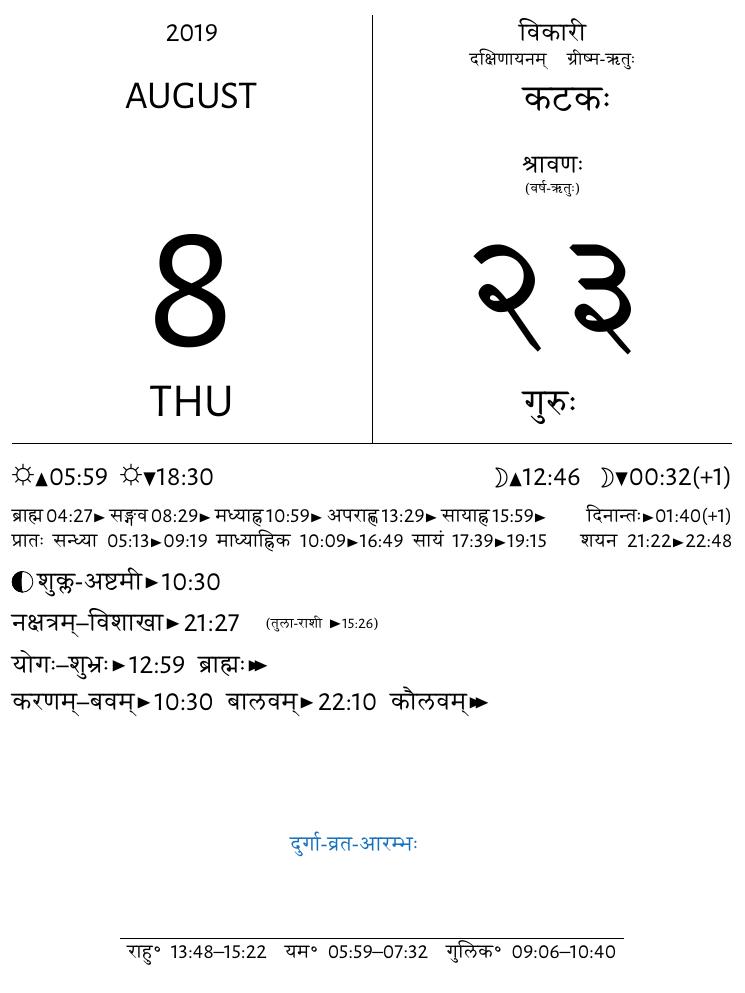 2019
AUGUST
8
THU
विकारी
दक्षिणायनम् ग्रीष्म-ऋतुः
कटकः
श्रावणः
(वर्ष-ऋतुः)
२३
गुरुः
☼▲05:59 ☼▼18:30 ☽▲12:46 ☽▼00:32(+1)
ब्राह्म 04:27► सङ्गव 08:29► मध्याह्न 10:59► अपराह्ण 13:29► सायाह्न 15:59► दिनान्तः►01:40(+1)
प्रातः सन्ध्या 05:13►09:19 माध्याह्निक 10:09►16:49 सायं 17:39►19:15 शयन 21:22►22:48
शुक्ल-अष्टमी►10:30
नक्षत्रम्–विशाखा► 21:27 (तुला-राशी ►15:26)
योगः–शुभ्रः►12:59 ब्राह्मः►►
करणम्–बवम्►10:30 बालवम्► 22:10 कौलवम्►►
दुर्गा-व्रत-आरम्भः
राहु° 13:48–15:22 यम° 05:59–07:32 गुलिक° 09:06–10:40